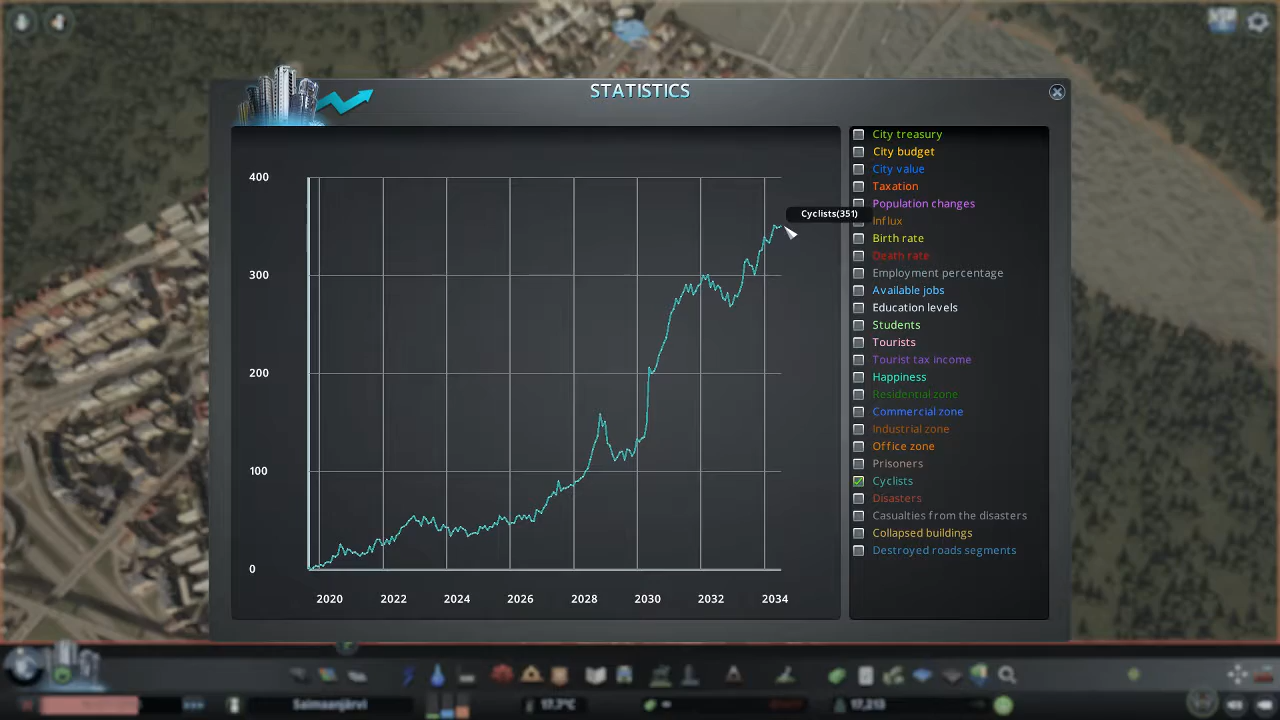 STATISTICS
400
300
200
100
0
2020 2022 2024 2026 2028 2030 2032 2034
Cyclists(351)
City treasury
City budget
City value
Taxation
Population changes
Influx
Birth rate
Death rate
Employment percentage
Available jobs
Education levels
Students
Tourists
Tourist tax income
Happiness
Residential zone
Commercial zone
Industrial zone
Office zone
Prisoners
Cyclists
Disasters
Casualties from the disasters
Collapsed buildings
Destroyed roads segments
Saimaanjärvi
17.7°C
17,213